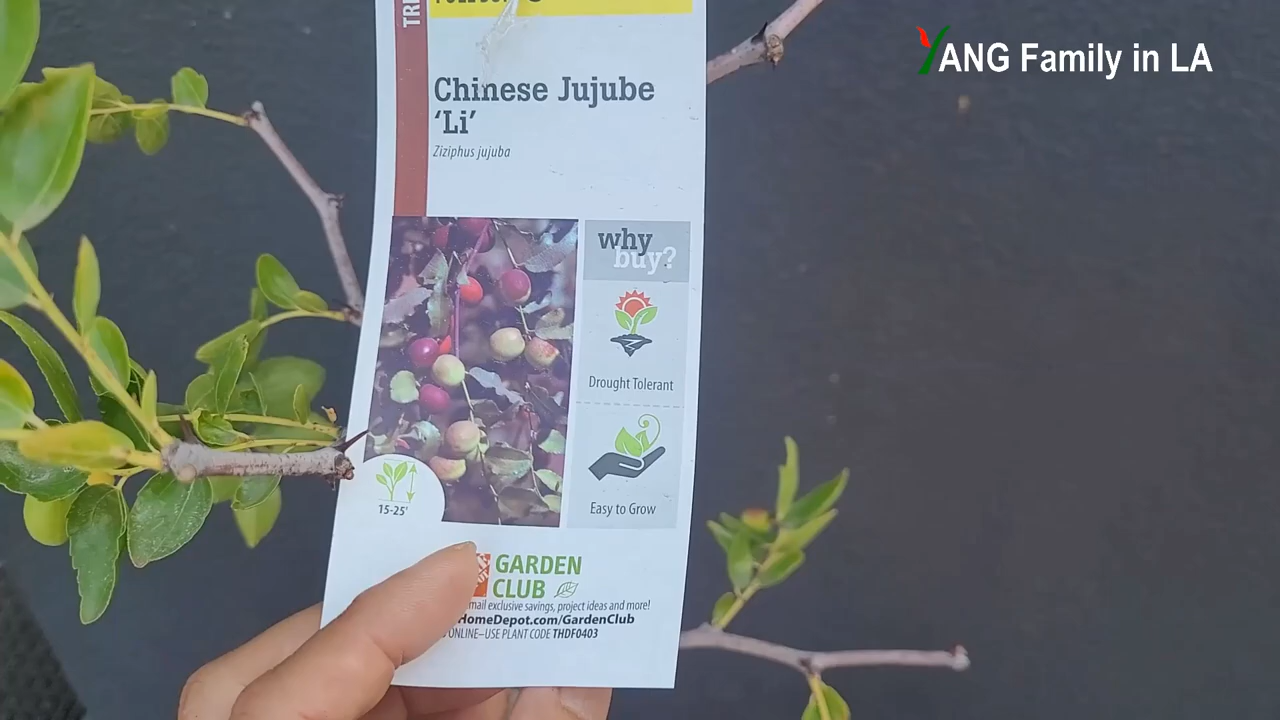 YANG Family in LA
Chinese Jujube
‘Li’
Ziziphus jujuba
why
buy?
Drought Tolerant
Easy to Grow
15-25'
GARDEN
CLUB
exclusive savings, project ideas and more!
HomeDepot.com/GardenClub
ONLINE–USE PLANT CODE THDF0403